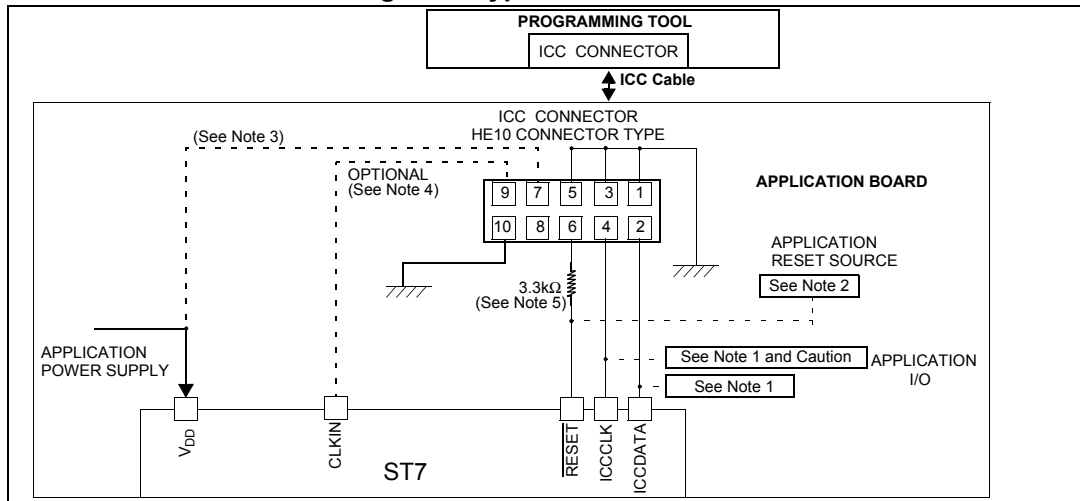 PROGRAMMING TOOL
ICC CONNECTOR
ICC Cable
ICC CONNECTOR
HE10 CONNECTOR TYPE
(See Note 3)
OPTIONAL
(See Note 4)
9 7 5 3 1
10 8 6 4 2
APPLICATION BOARD
APPLICATION
RESET SOURCE
See Note 2
3.3kΩ
(See Note 5)
APPLICATION
POWER SUPPLY
See Note 1 and Caution
See Note 1
APPLICATION
I/O
VDD
CLKIN
RESET
ICCCLK
ICCDATA
ST7